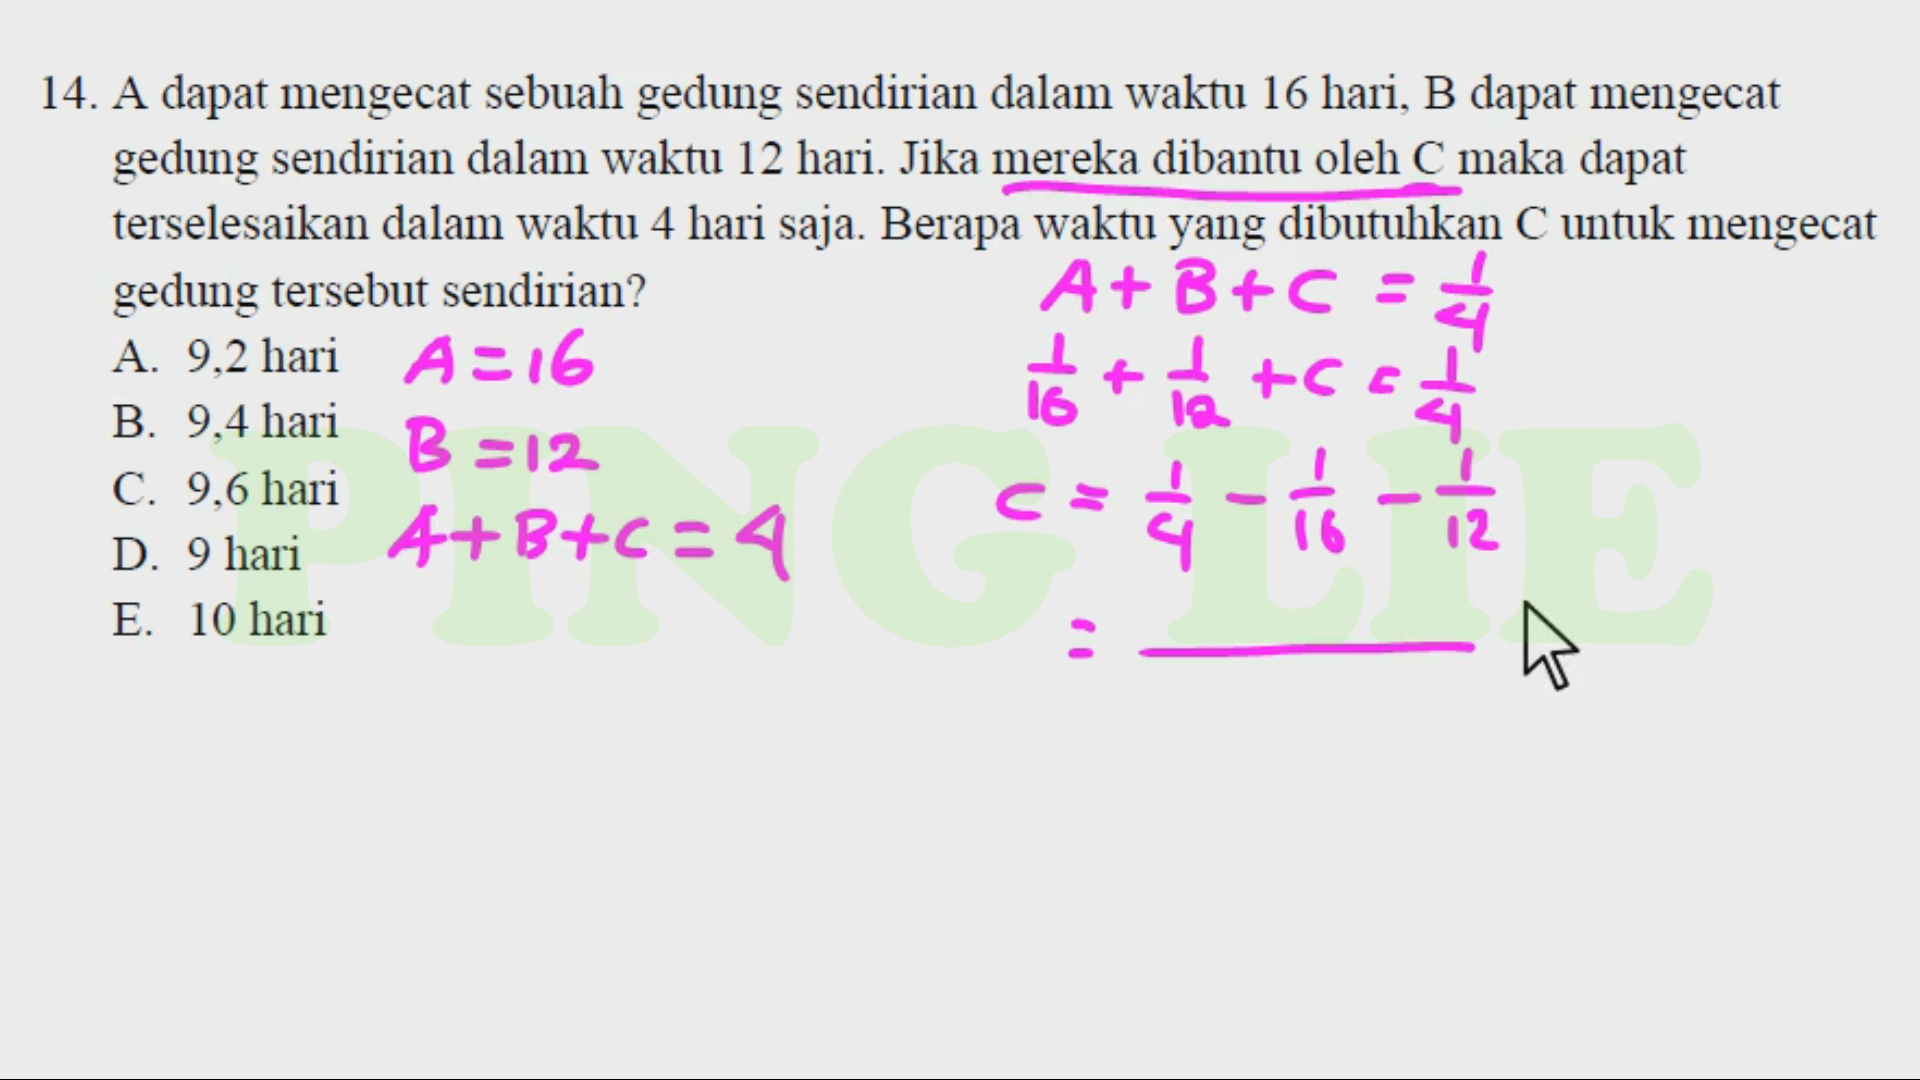 14. A dapat mengecat sebuah gedung sendirian dalam waktu 16 hari, B dapat mengecat
gedung sendirian dalam waktu 12 hari. Jika mereka dibantu oleh C maka dapat
terselesaikan dalam waktu 4 hari saja. Berapa waktu yang dibutuhkan C untuk mengecat
gedung tersebut sendirian?
A. 9,2 hari
B. 9,4 hari
C. 9,6 hari
D. 9 hari
E. 10 hari
A = 16
B = 12
A + B + C = 4
A + B + C = 1/4
1/16 + 1/12 + C = 1/4
C = 1/4 - 1/16 - 1/12
=
PING LIE